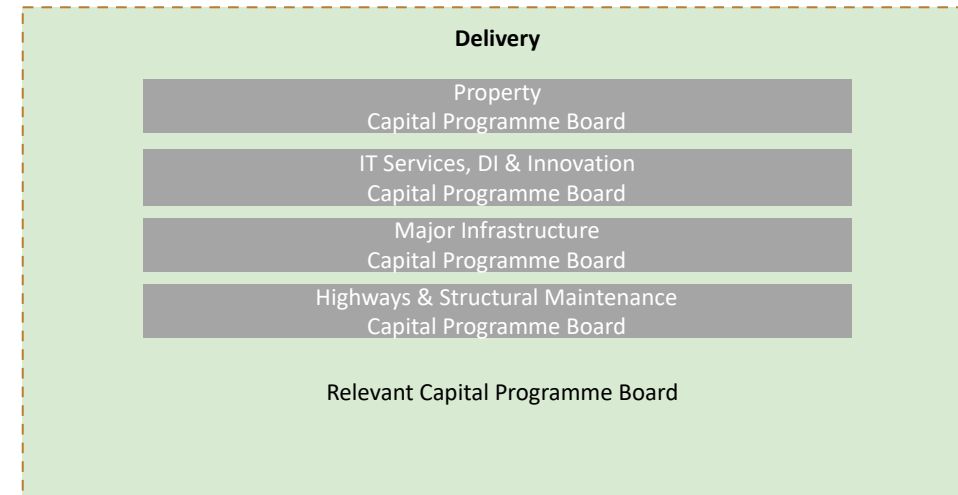 Delivery
Property
Capital Programme Board
IT Services, DI & Innovation
Capital Programme Board
Major Infrastructure
Capital Programme Board
Highways & Structural Maintenance
Capital Programme Board
Relevant Capital Programme Board